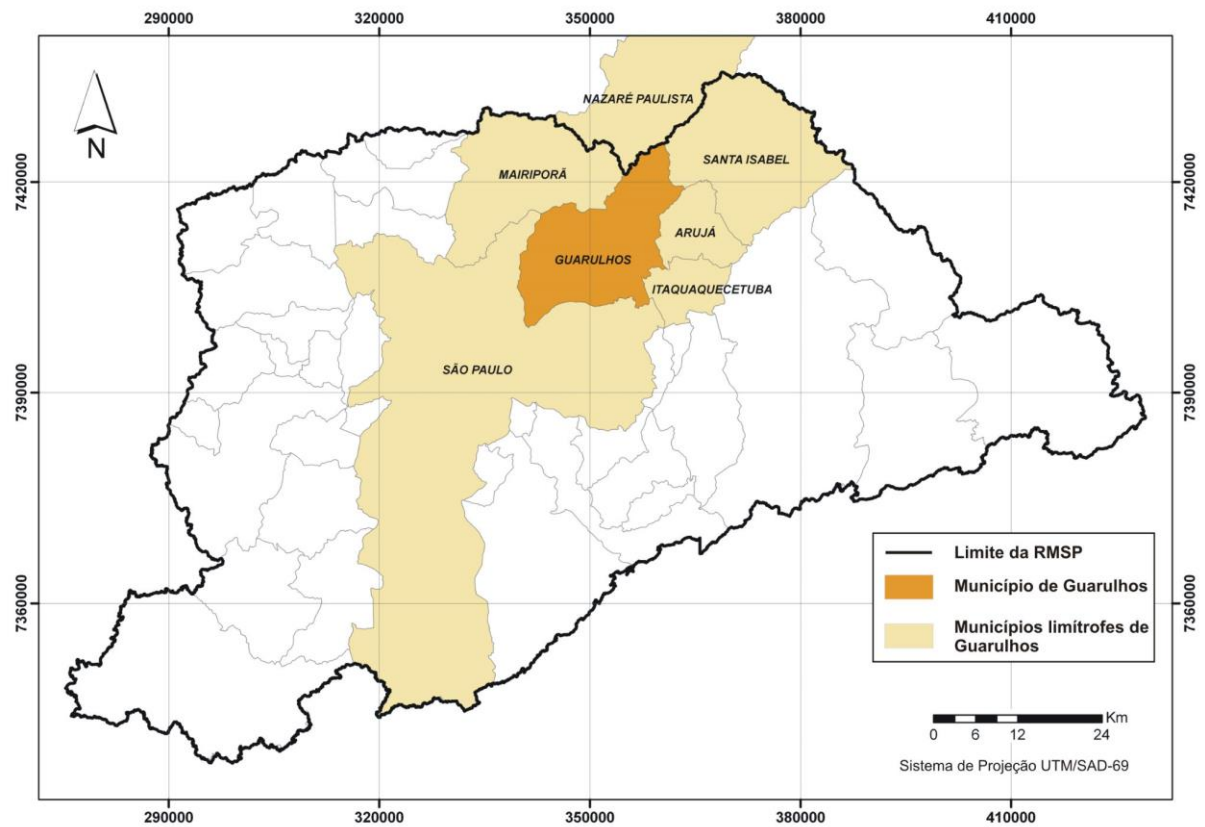 290000 320000 350000 380000 410000
N
NAZARÉ PAULISTA
SANTA ISABEL
MAIRIPORÃ
7420000 7420000
ARUJÁ
GUARULHOS
ITAQUAQUECETUBA
SÃO PAULO
7390000 7390000
Limite da RMSP
Município de Guarulhos
Municípios limítrofes de
Guarulhos
7360000 7360000
Km
0 6 12 24
Sistema de Projeção UTM/SAD-69
290000 320000 350000 380000 410000